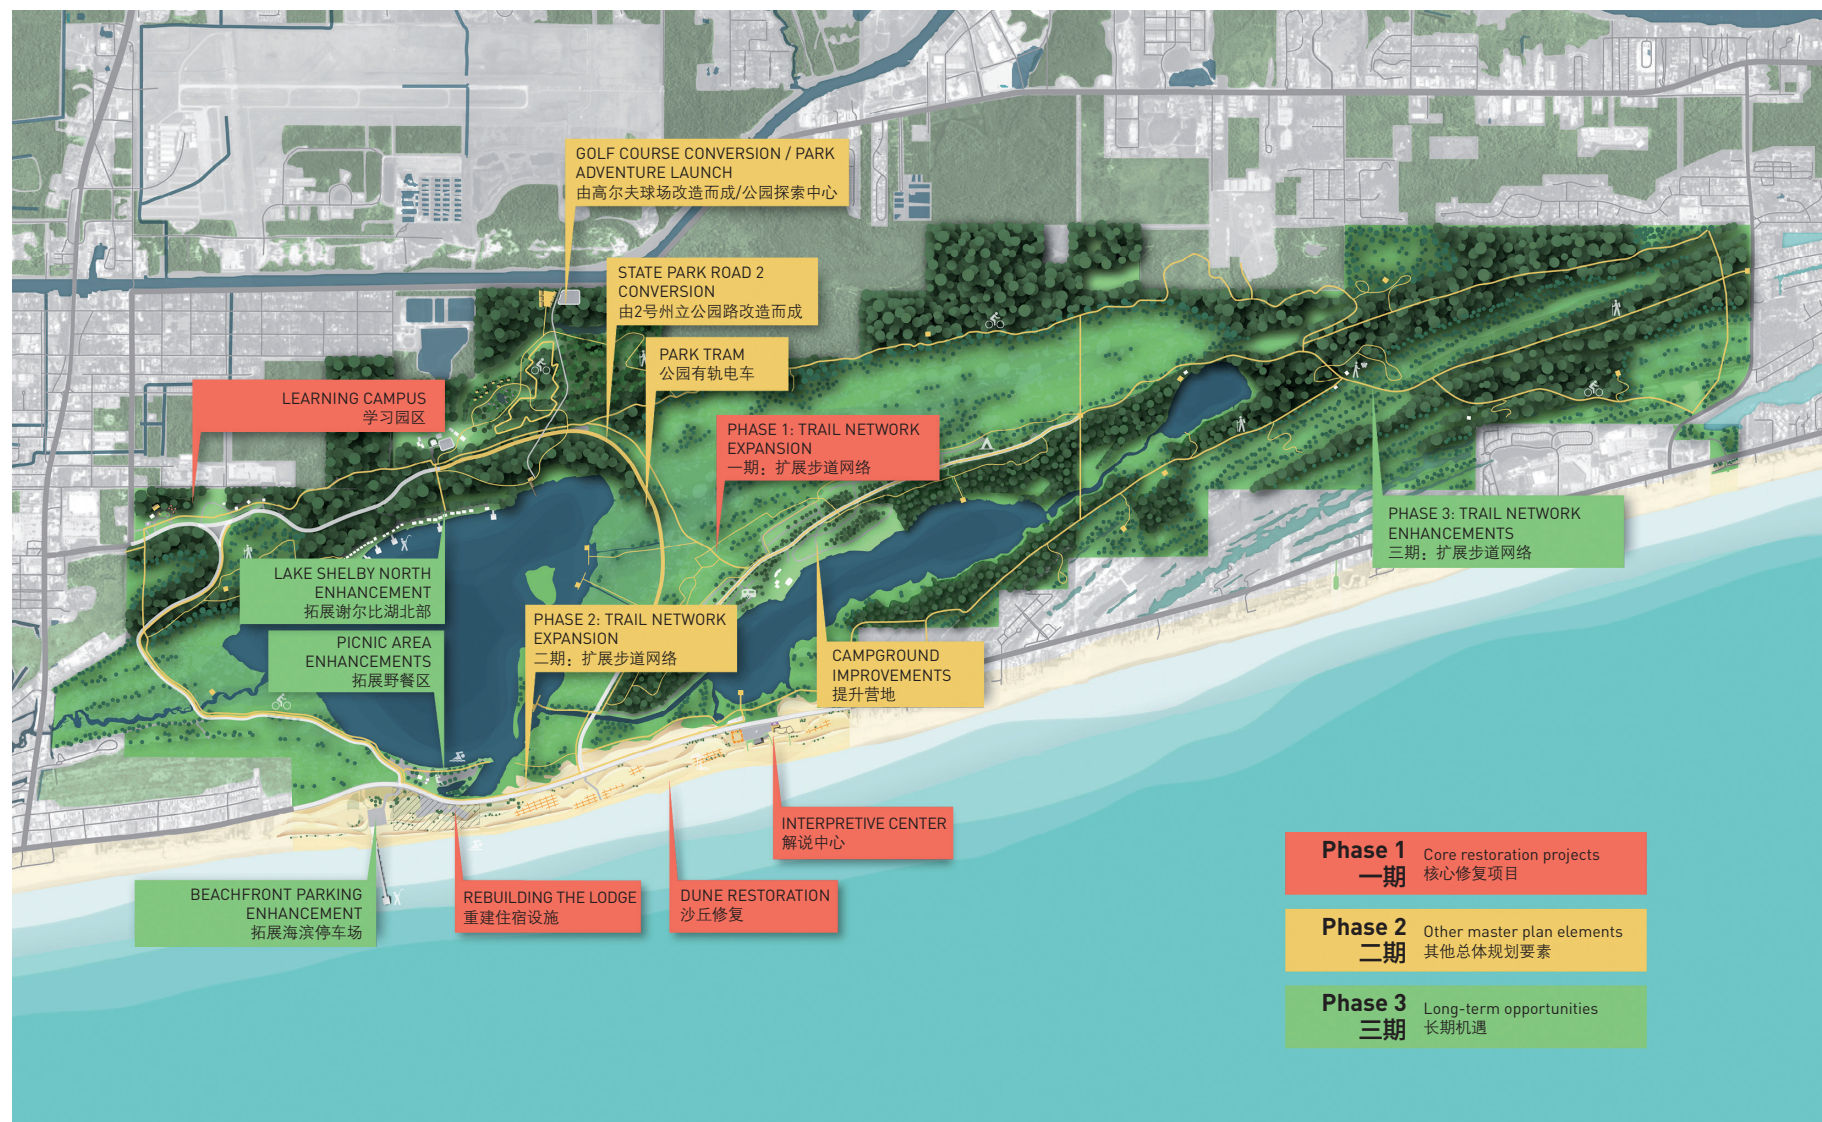 GOLF COURSE CONVERSION / PARK
ADVENTURE LAUNCH
由高尔夫球场改造而成/公园探索中心
STATE PARK ROAD 2
CONVERSION
由2号州立公园路改造而成
PARK TRAM
公园有轨电车
LEARNING CAMPUS
学习园区
PHASE 1: TRAIL NETWORK
EXPANSION
一期：扩展步道网络
PHASE 3: TRAIL NETWORK
ENHANCEMENTS
三期：扩展步道网络
LAKE SHELBY NORTH
ENHANCEMENT
拓展谢尔比湖北部
PICNIC AREA
ENHANCEMENTS
拓展野餐区
PHASE 2: TRAIL NETWORK
EXPANSION
二期：扩展步道网络
CAMPGROUND
IMPROVEMENTS
提升营地
INTERPRETIVE CENTER
解说中心
BEACHFRONT PARKING
ENHANCEMENT
拓展海滨停车场
REBUILDING THE LODGE
重建住宿设施
DUNE RESTORATION
沙丘修复
Phase 1
一期
Core restoration projects
核心修复项目
Phase 2
二期
Other master plan elements
其他总体规划要素
Phase 3
三期
Long-term opportunities
长期机遇